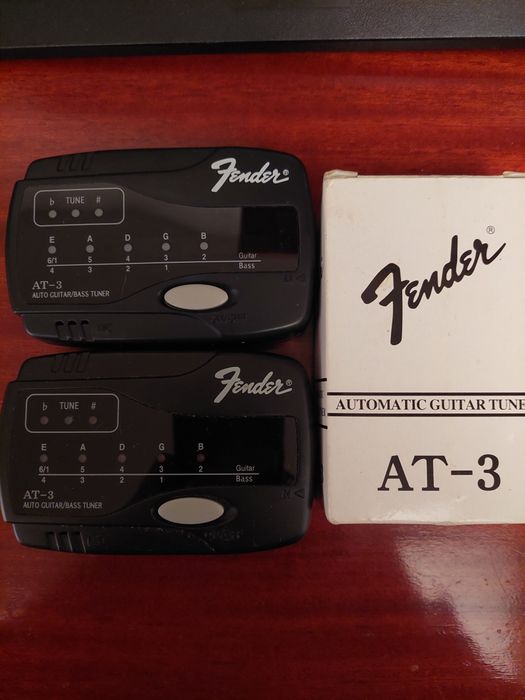 Fender®
♭ TUNE #
E A D G B
6/1 5 4 3 2 Guitar
4 3 2 1 Bass
AT-3
AUTO GUITAR/BASS TUNER
Fender®
♭ TUNE #
E A D G B
6/1 5 4 3 2 Guitar
4 3 2 1 Bass
AT-3
AUTO GUITAR/BASS TUNER
Fender®
AUTOMATIC GUITAR TUNE
AT-3